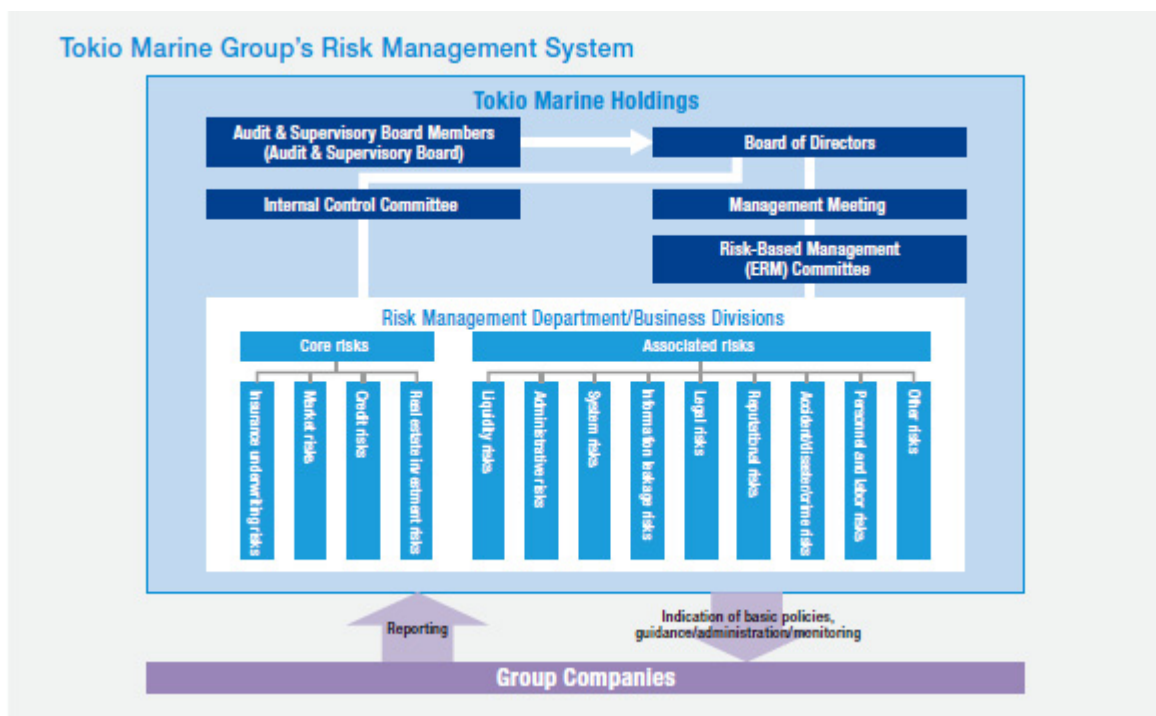 Tokio Marine Group's Risk Management System
Tokio Marine Holdings
Audit & Supervisory Board Members
(Audit & Supervisory Board)
Board of Directors
Internal Control Committee
Management Meeting
Risk-Based Management
(ERM) Committee
Risk Management Department/Business Divisions
Core risks
Associated risks
Insurance underwriting risks
Market risks
Credit risks
Real estate investment risks
Liquidity risks
Administrative risks
System risks
Information leakage risks
Legal risks
Reputational risks
Accident/disaster/crime risks
Personnel and labor risks
Other risks
Reporting
Indication of basic policies,
guidance/administration/monitoring
Group Companies